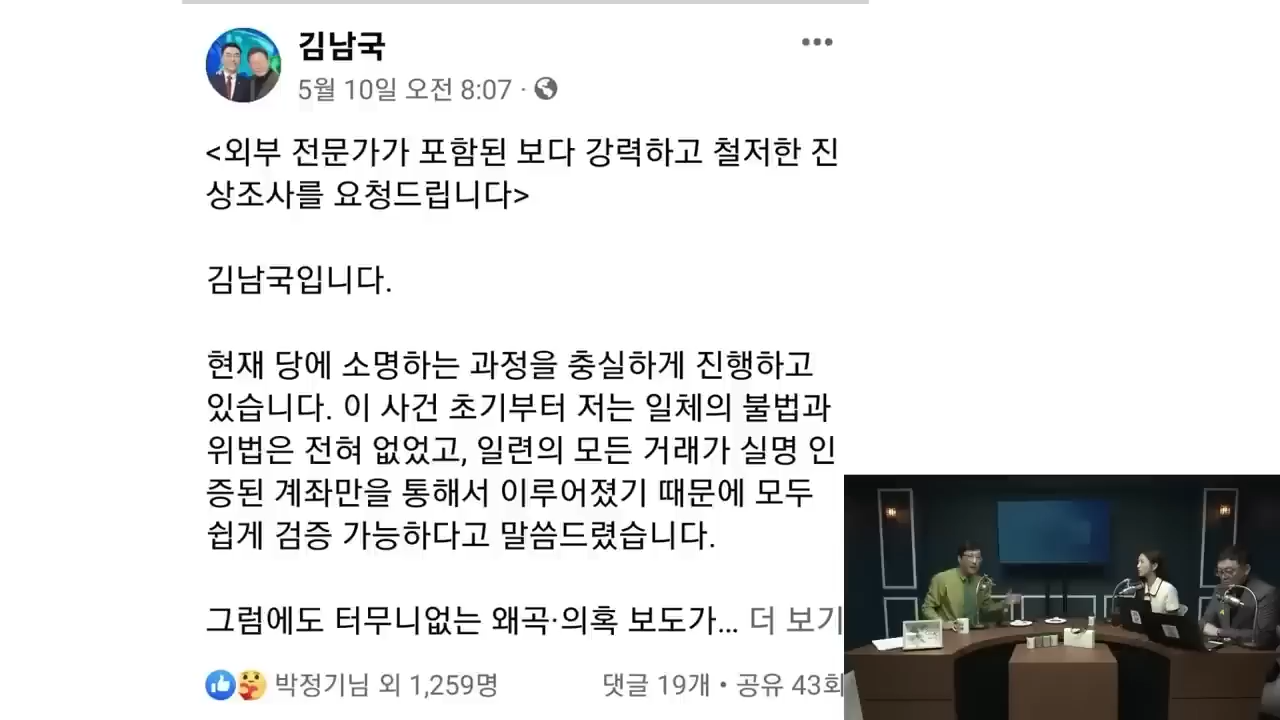 김남국
5월 10일 오전 8:07 ·
<외부 전문가가 포함된 보다 강력하고 철저한 진
상조사를 요청드립니다>
김남국입니다.
현재 당에 소명하는 과정을 충실하게 진행하고
있습니다. 이 사건 초기부터 저는 일체의 불법과
위법은 전혀 없었고, 일련의 모든 거래가 실명 인
증된 계좌만을 통해서 이루어졌기 때문에 모두
쉽게 검증 가능하다고 말씀드렸습니다.
그럼에도 터무니없는 왜곡·의혹 보도가... 더 보기
박정기님 외 1,259명
댓글 19개 • 공유 43회